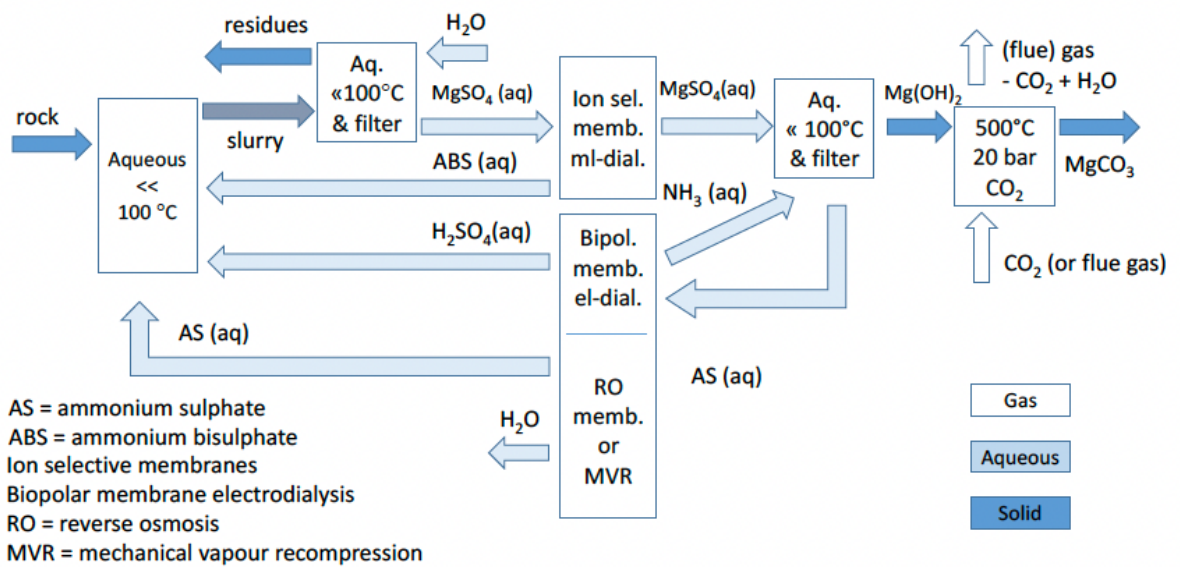 rock
Aqueous
<<
100 °C
residues
slurry
H₂O
Aq.
«100°C
& filter
MgSO₄ (aq)
ABS (aq)
H₂SO₄(aq)
AS (aq)
Ion sel.
memb.
ml-dial.
Bipol.
memb.
el-dial.
RO
memb.
or
MVR
H₂O
MgSO₄(aq)
NH₃ (aq)
AS (aq)
Aq.
« 100°C
& filter
Mg(OH)₂
500°C
20 bar
CO₂
(flue) gas
- CO₂ + H₂O
MgCO₃
CO₂ (or flue gas)
AS = ammonium sulphate
ABS = ammonium bisulphate
Ion selective membranes
Biopolar membrane electrodialysis
RO = reverse osmosis
MVR = mechanical vapour recompression
Gas
Aqueous
Solid